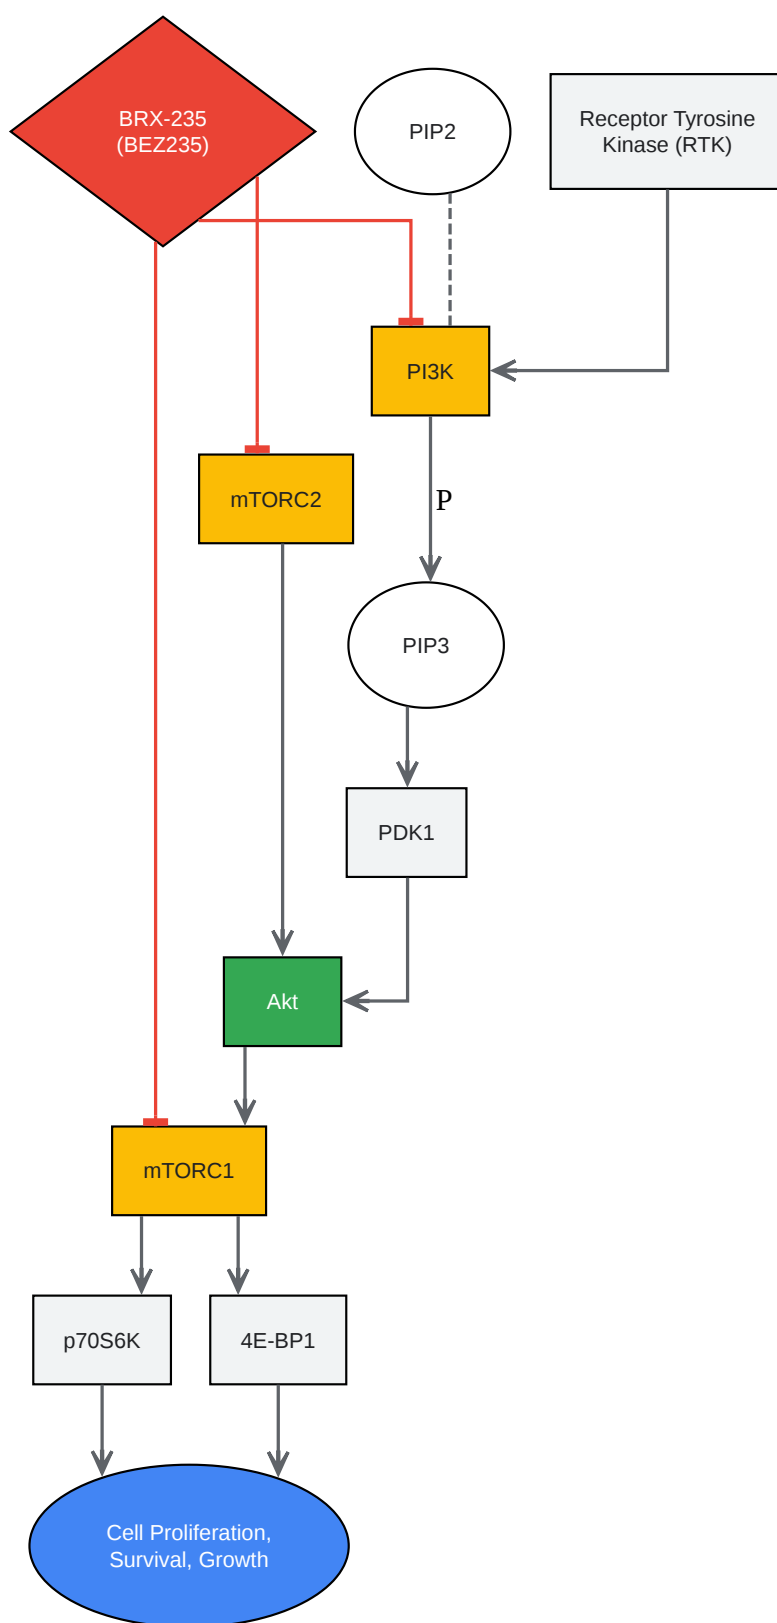 BRX-235
(BEZ235)
PIP2
Receptor Tyrosine
Kinase (RTK)
PI3K
mTORC2
P
PIP3
PDK1
Akt
mTORC1
p70S6K
4E-BP1
Cell Proliferation,
Survival, Growth